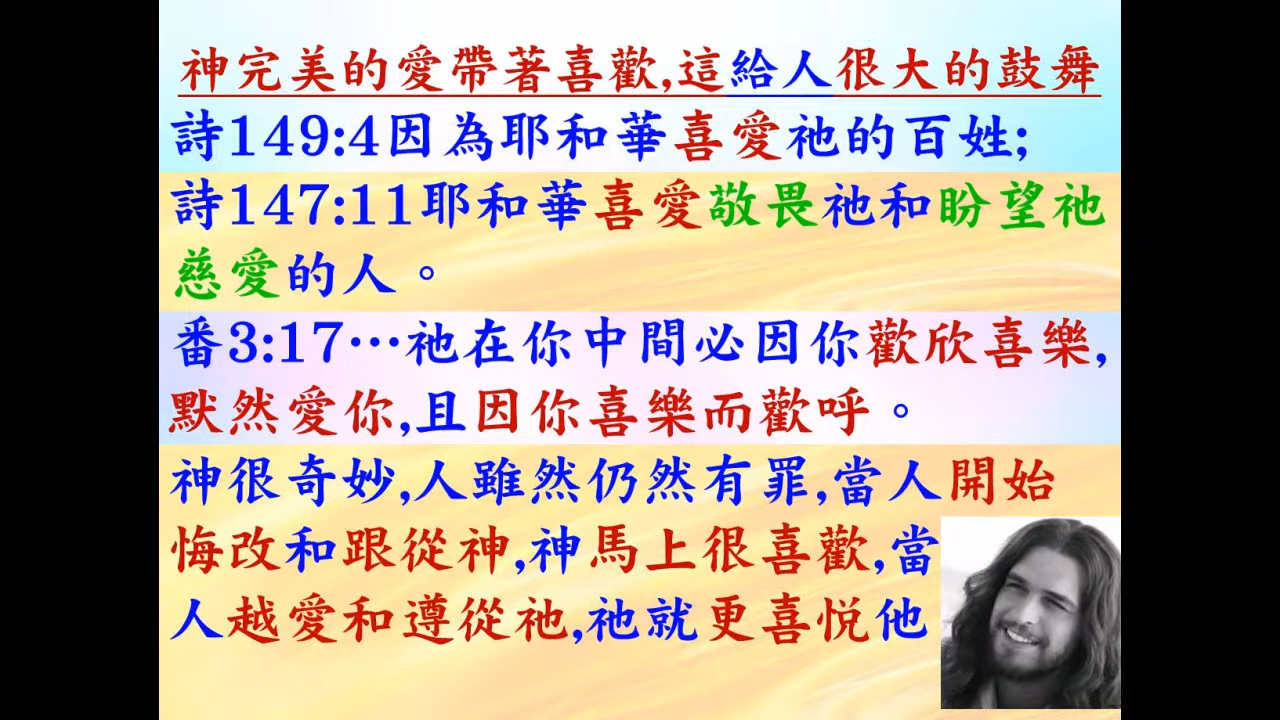 神完美的愛帶著喜歡,這給人很大的鼓舞
詩149:4因為耶和華喜愛祂的百姓;
詩147:11耶和華喜愛敬畏祂和盼望祂
慈愛的人。
番3:17…祂在你中間必因你歡欣喜樂,
默然愛你,且因你喜樂而歡呼。
神很奇妙,人雖然仍然有罪,當人開始
悔改和跟從神,神馬上很喜歡,當
人越愛和遵從祂,祂就更喜悅他